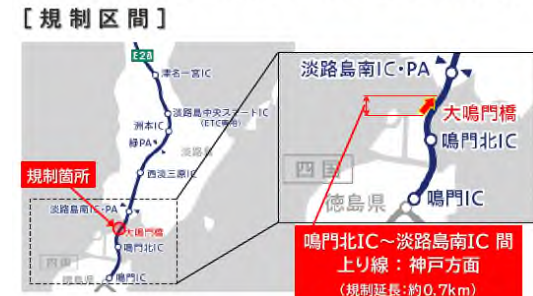 [規制区間]
E28
津名一宮IC
淡路島中央スマートIC
(ETC専用)
洲本IC
緑PA
淡路島
西淡三原IC
規制箇所
淡路島南IC・PA
大鳴門橋
鳴門北IC
四国
徳島県
鳴門IC
淡路島南IC・PA
大鳴門橋
鳴門北IC
四国
徳島県
鳴門IC
鳴門北IC～淡路島南IC 間
上り線：神戸方面
(規制延長:約0.7km)